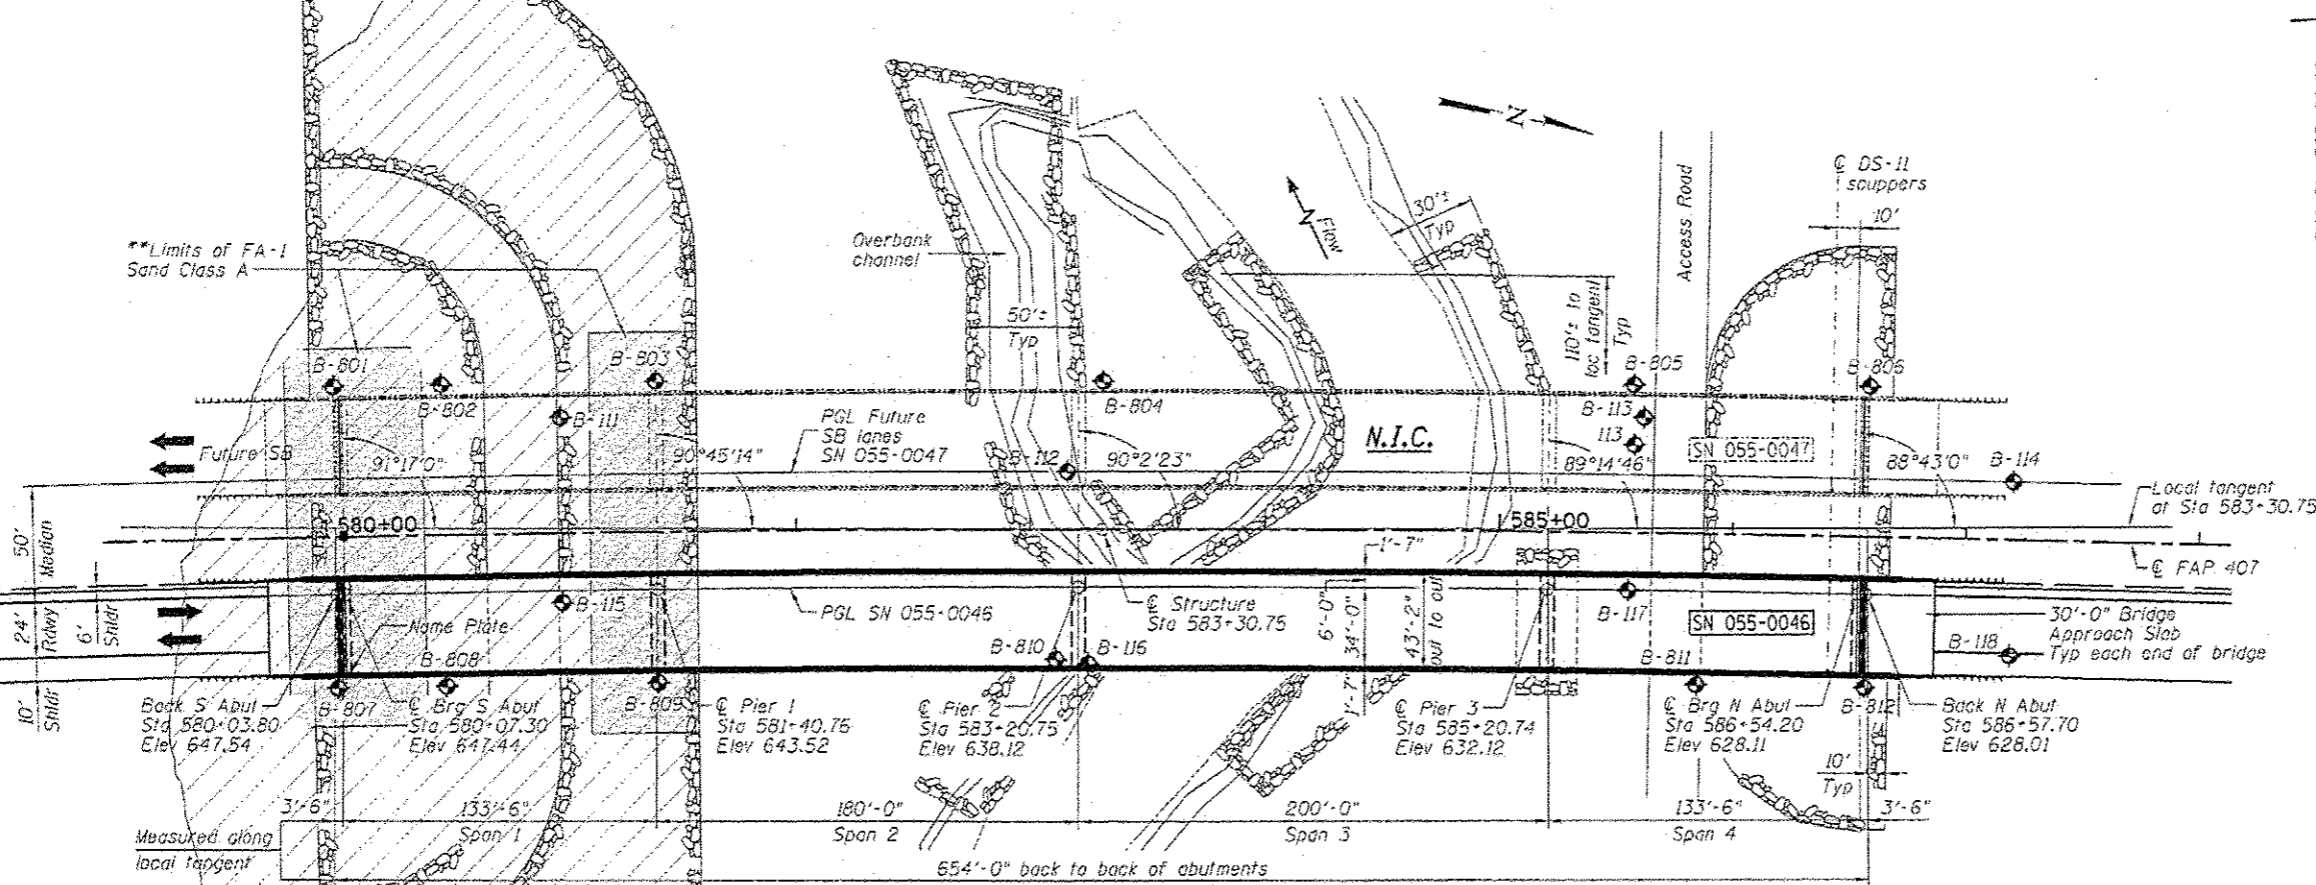 N
℄ DS-11
scuppers
10'
Access Road
30'±
Typ
Flow
**Limits of FA-1
Sand Class A
Overbank
channel
50'±
Typ
110'± to
loc tangent
Typ
B-801
B-802
B-803
B-804
B-805
B-806
B-111
B-113
113
PGL Future
SB lanes
SN 055-0047
N.I.C.
SN 055-0047
Future SB
91°17'0"
90°45'14"
B-112
90°2'23"
89°14'46"
88°43'0"
B-114
Local tangent
at Sta 583+30.75
580+00
585+00
℄ FAP. 407
50'
Median
24'
Rdwy
6'
Shldr
10'
Shldr
1'-7"
6'-0"
34'-0"
43'-2"
out to out
1'-7"
B-115
PGL SN 055-0046
℄ Structure
Sta 583+30.75
B-117
SN 055-0046
30'-0" Bridge
Approach Slab
Typ each end of bridge
B-118
Name Plate
B-808
B-810
B-116
B-811
Back S Abut
Sta 580+03.80
Elev 647.54
B-807
℄ Brg S Abut
Sta 580+07.30
Elev 647.44
B-809
℄ Pier 1
Sta 581+40.76
Elev 643.52
℄ Pier 2
Sta 583+20.75
Elev 638.12
℄ Pier 3
Sta 585+20.74
Elev 632.12
℄ Brg N Abut
Sta 586+54.20
Elev 628.11
B-812
Back N Abut
Sta 586+57.70
Elev 628.01
10'
Typ
3'-6"
133'-6"
Span 1
180'-0"
Span 2
200'-0"
Span 3
133'-6"
Span 4
3'-6"
Measured along
local tangent
654'-0" back to back of abutments